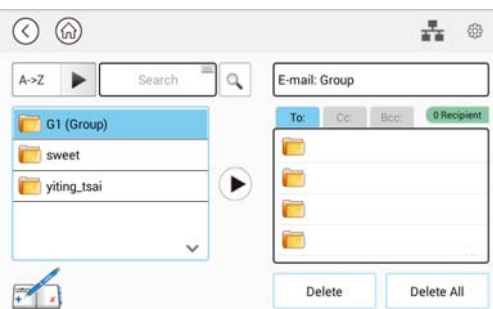 A->Z
Search
E-mail: Group
To:
Cc:
Bcc:
0 Recipient
G1 (Group)
sweet
yiting_tsai
Delete
Delete All